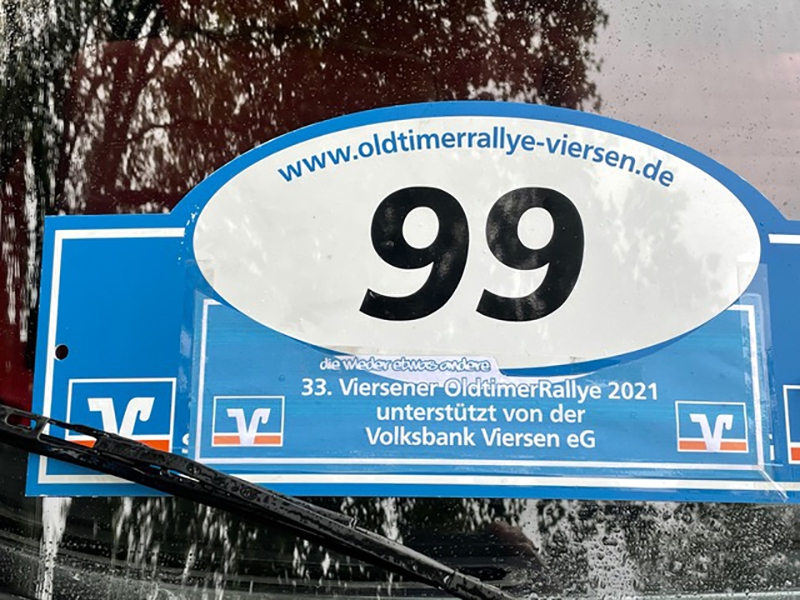 www.oldtimerrallye-viersen.de
99
die wieder etwas andere
33. Viersener OldtimerRallye 2021
unterstützt von der
Volksbank Viersen eG